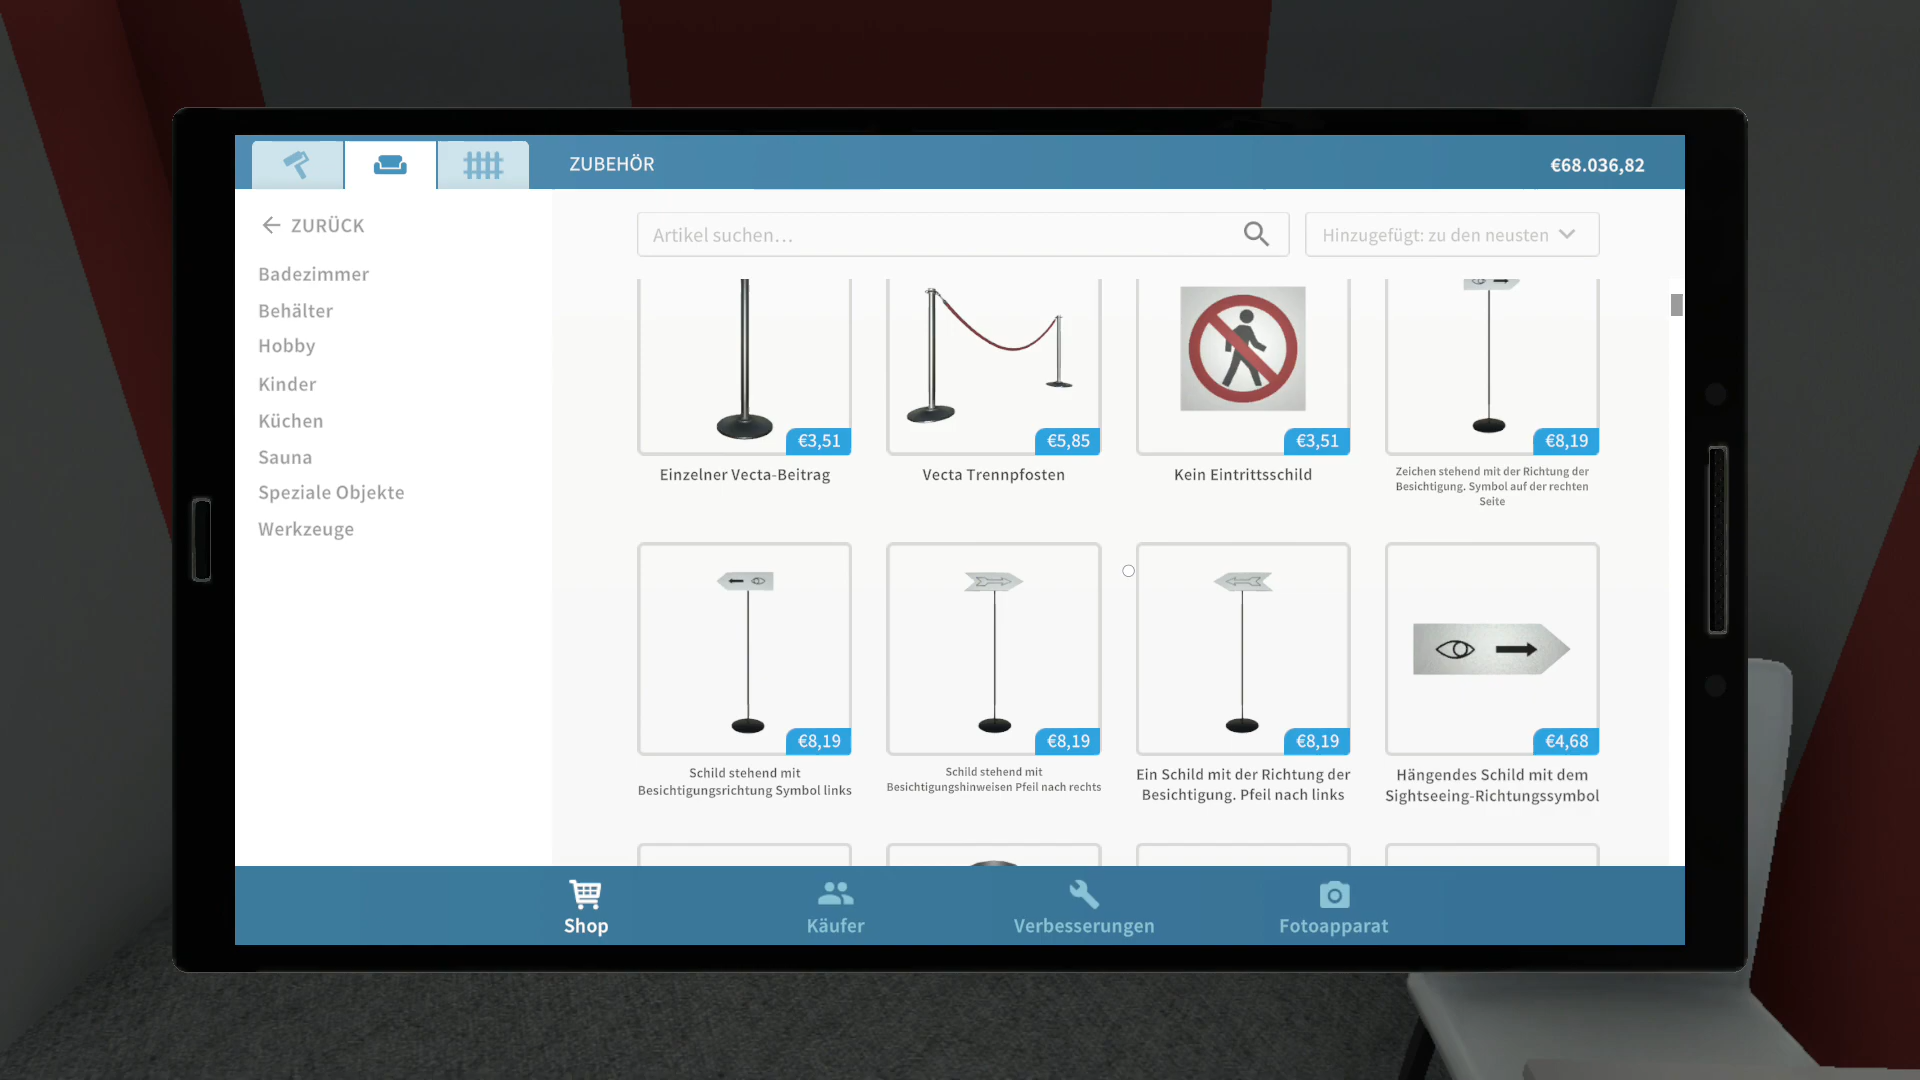 ZUBEHÖR
€68.036,82
ZURÜCK
Artikel suchen...
Hinzugefügt: zu den neusten
Badezimmer
Behälter
Hobby
Kinder
Küchen
Sauna
Speziale Objekte
Werkzeuge
€3,51
€5,85
€3,51
€8,19
Einzelner Vecta-Beitrag
Vecta Trennpfosten
Kein Eintrittsschild
Zeichen stehend mit der Richtung der
Besichtigung. Symbol auf der rechten
Seite
€8,19
€8,19
€8,19
€4,68
Schild stehend mit
Besichtigungsrichtung Symbol links
Schild stehend mit
Besichtigungshinweisen Pfeil nach rechts
Ein Schild mit der Richtung der
Besichtigung. Pfeil nach links
Hängendes Schild mit dem
Sightseeing-Richtungssymbol
Shop
Käufer
Verbesserungen
Fotoapparat